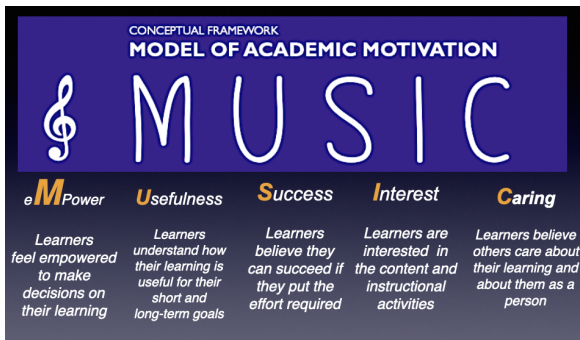 CONCEPTUAL FRAMEWORK
MODEL OF ACADEMIC MOTIVATION
MUSIC
eMPower
Learners
feel empowered
to make
decisions on
their learning
Usefulness
Learners
understand how
their learning is
useful for their
short and
long-term goals
Success
Learners
believe they
can succeed if
they put the
effort required
Interest
Learners are
interested in
the content and
instructional
activities
Caring
Learners believe
others care about
their learning and
about them as a
person